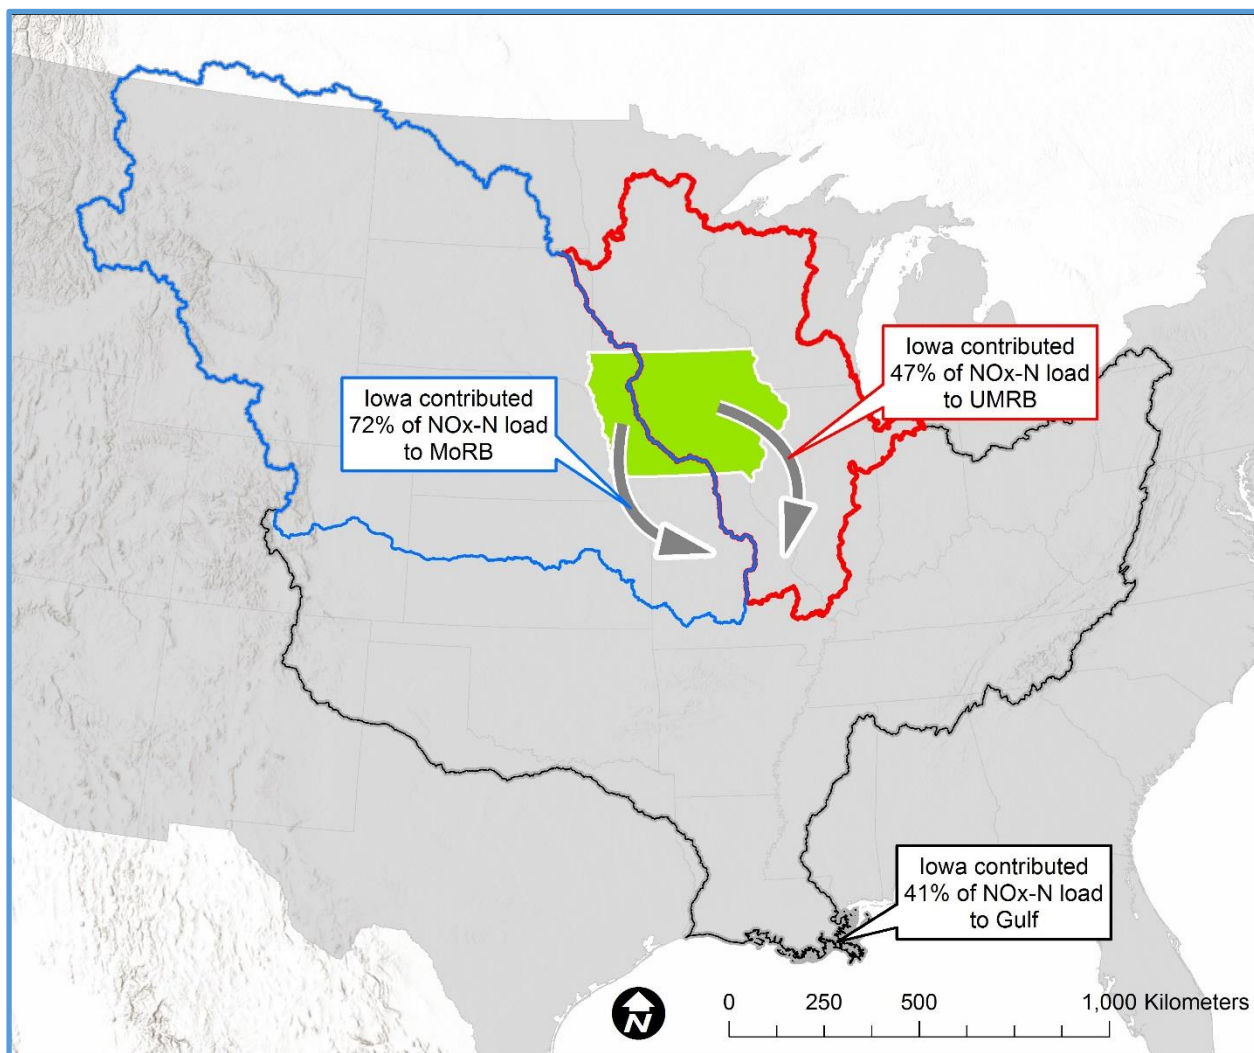 Iowa contributed
47% of NOx-N load
to UMRB
Iowa contributed
72% of NOx-N load
to MoRB
Iowa contributed
41% of NOx-N load
to Gulf
N
0 250 500 1,000 Kilometers